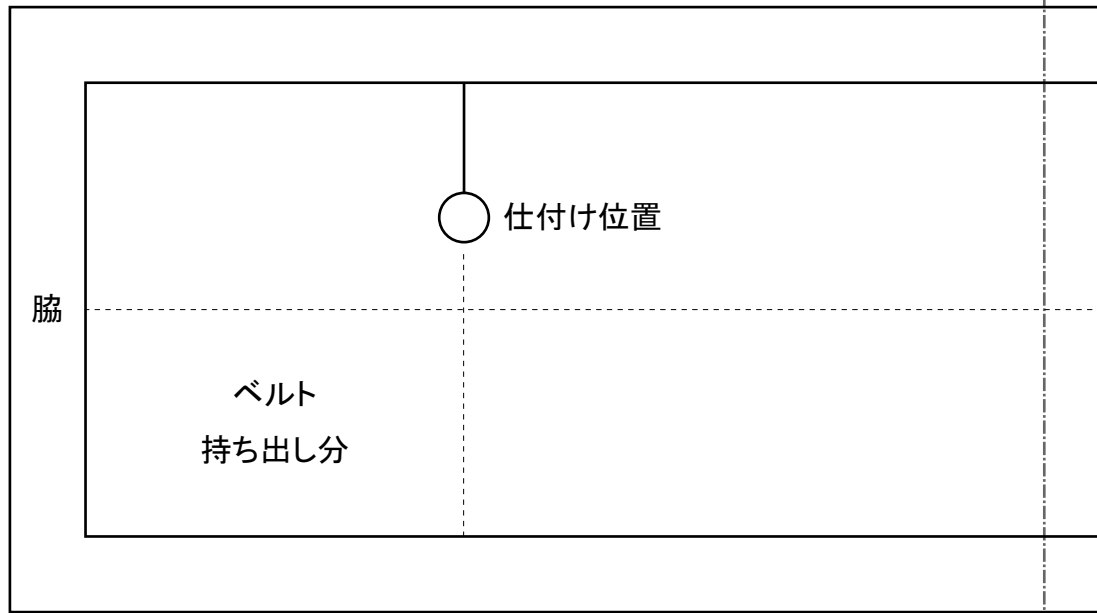 仕付け位置
脇
ベルト
持ち出し分